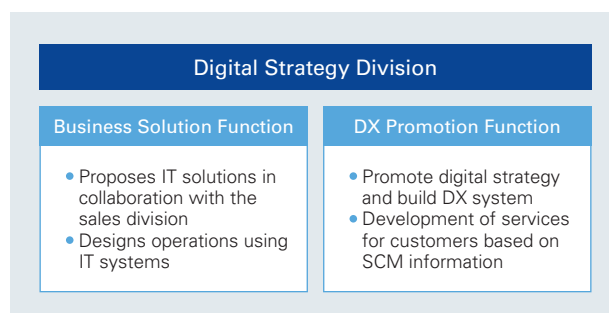 Digital Strategy Division
Business Solution Function
• Proposes IT solutions in
collaboration with the
sales division
• Designs operations using
IT systems
DX Promotion Function
• Promote digital strategy
and build DX system
• Development of services
for customers based on
SCM information